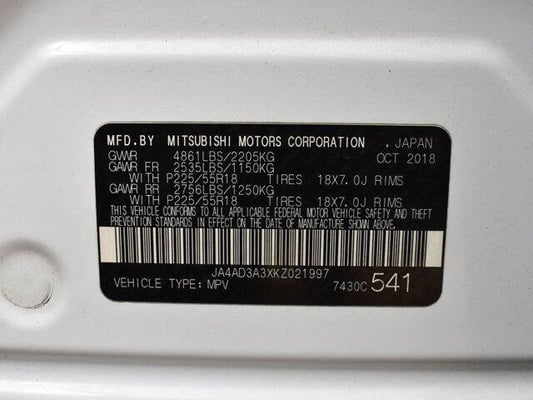 MFD.BY MITSUBISHI MOTORS CORPORATION , JAPAN
GVWR 4861LBS/2205KG OCT 2018
GAWR FR 2535LBS/1150KG
WITH P225/55R18 TIRES 18X7.0J RIMS
GAWR RR 2756LBS/1250KG
WITH P225/55R18 TIRES 18X7.0J RIMS
THIS VEHICLE CONFORMS TO ALL APPLICABLE FEDERAL MOTOR VEHICLE SAFETY AND THEFT
PREVENTION STANDARDS IN EFFECT ON THE DATE OF MANUFACTURE SHOWN ABOVE.
JA4AD3A3XKZ021997
VEHICLE TYPE: MPV 7430C 541